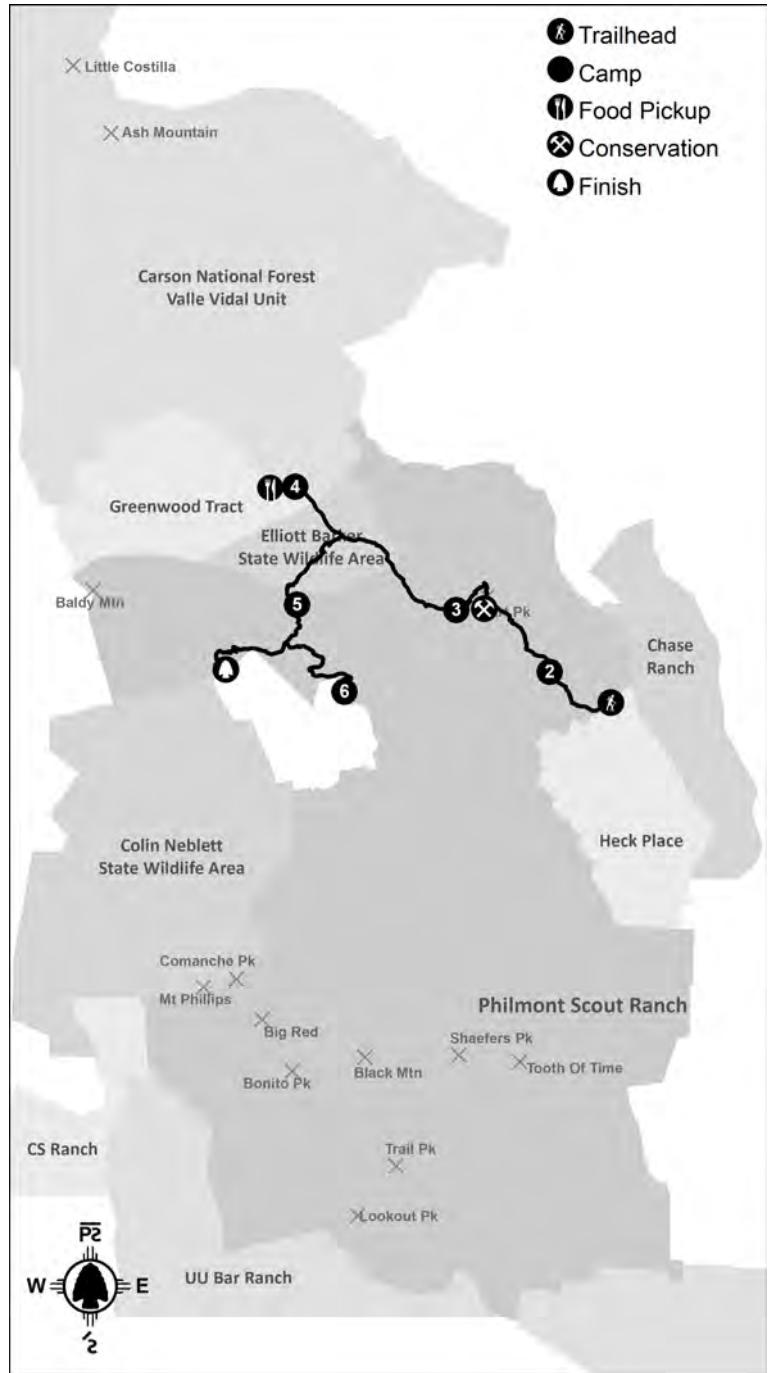 Trailhead
Camp
Food Pickup
Conservation
Finish
Little Costilla
Ash Mountain
Carson National Forest
Valle Vidal Unit
Greenwood Tract
4
Elliott Barker
State Wildlife Area
Baldy Mtn
5
3
Pk
Chase
Ranch
2
6
Heck Place
Colin Neblett
State Wildlife Area
Comanche Pk
Mt Phillips
Philmont Scout Ranch
Big Red
Shaefers Pk
Black Mtn
Tooth Of Time
Bonito Pk
CS Ranch
Trail Pk
Lookout Pk
W
E
UU Bar Ranch